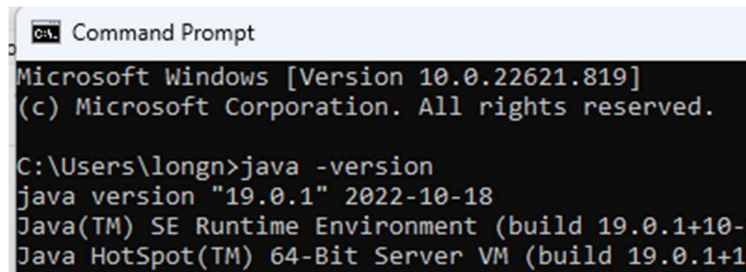 Command Prompt
Microsoft Windows [Version 10.0.22621.819]
(c) Microsoft Corporation. All rights reserved.
C:\Users\longn>java -version
java version "19.0.1" 2022-10-18
Java(TM) SE Runtime Environment (build 19.0.1+10-
Java HotSpot(TM) 64-Bit Server VM (build 19.0.1+1